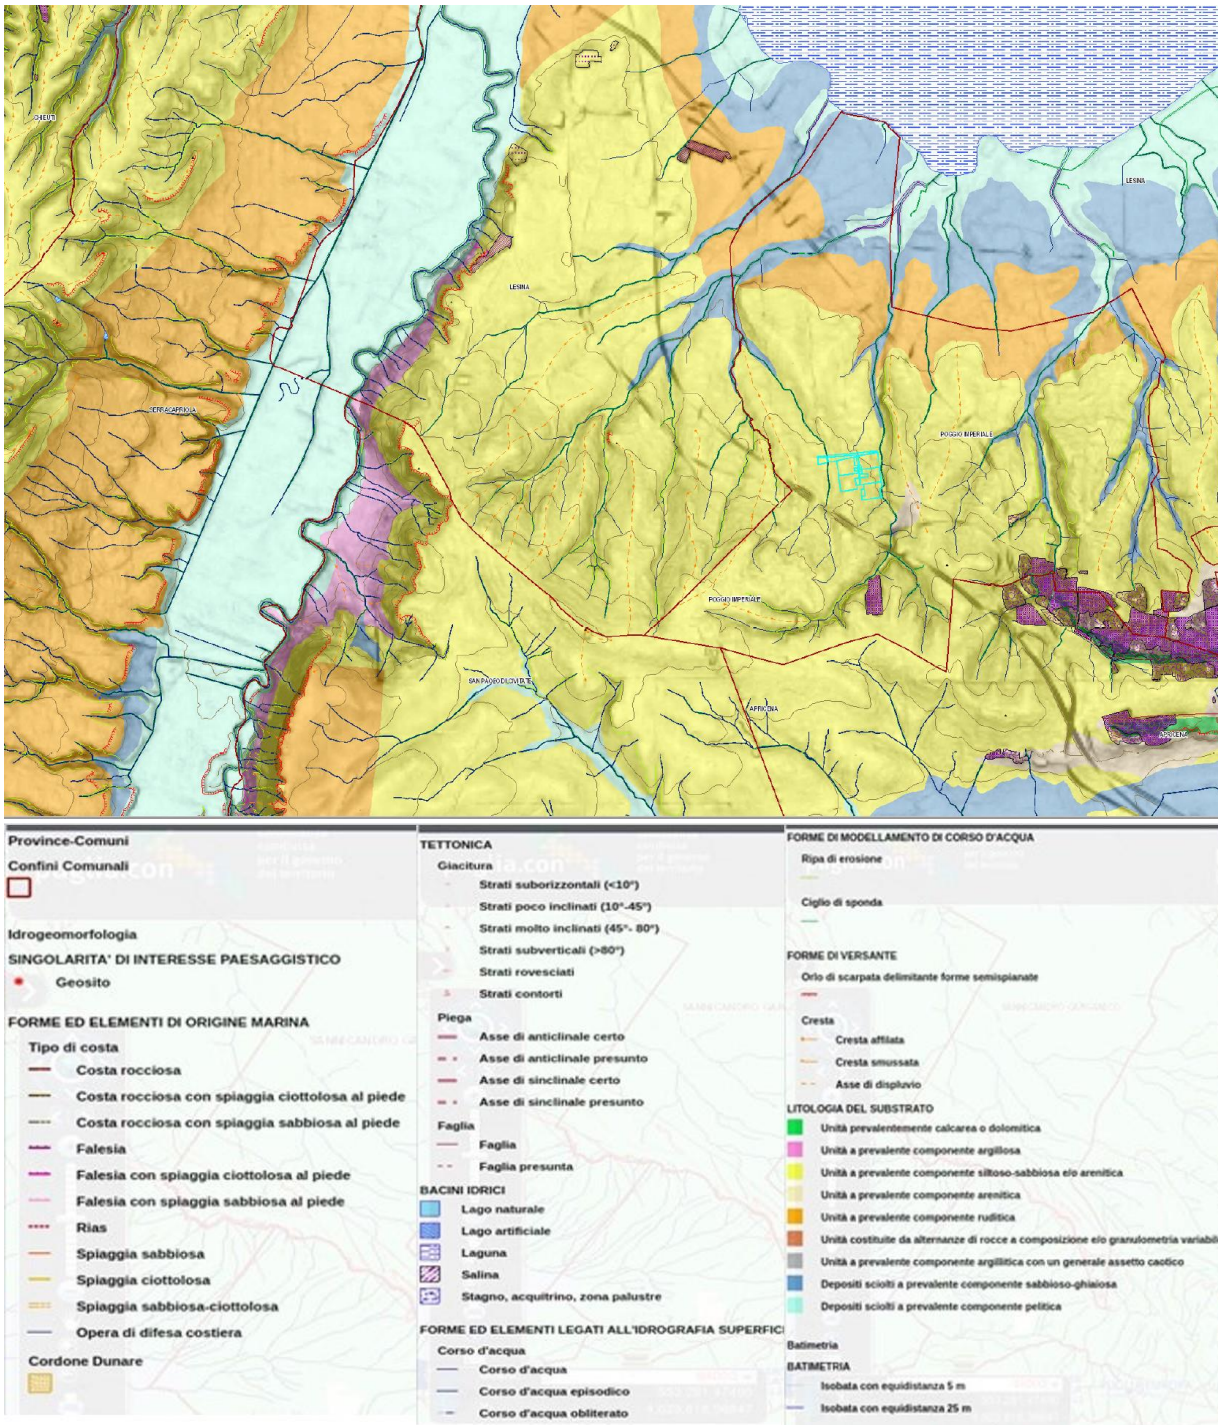 CHIEUTI
LESINA
LESINA
SERRACAPRIOLA
POGGIO IMPERIALE
POGGIO IMPERIALE
SAN PAOLO DI CIVITATE
APRICENA
APRICENA
Province-Comuni
Confini Comunali
Idrogeomorfologia
SINGOLARITA' DI INTERESSE PAESAGGISTICO
Geosito
FORME ED ELEMENTI DI ORIGINE MARINA
Tipo di costa
Costa rocciosa
Costa rocciosa con spiaggia ciottolosa al piede
Costa rocciosa con spiaggia sabbiosa al piede
Falesia
Falesia con spiaggia ciottolosa al piede
Falesia con spiaggia sabbiosa al piede
Rias
Spiaggia sabbiosa
Spiaggia ciottolosa
Spiaggia sabbiosa-ciottolosa
Opera di difesa costiera
Cordone Dunare
TETTONICA
Giacitura
Strati suborizzontali (<10°)
Strati poco inclinati (10°-45°)
Strati molto inclinati (45°- 80°)
Strati subverticali (>80°)
Strati rovesciati
Strati contorti
Piega
Asse di anticlinale certo
Asse di anticlinale presunto
Asse di sinclinale certo
Asse di sinclinale presunto
Faglia
Faglia
Faglia presunta
BACINI IDRICI
Lago naturale
Lago artificiale
Laguna
Salina
Stagno, acquitrino, zona palustre
FORME ED ELEMENTI LEGATI ALL'IDROGRAFIA SUPERFICI
Corso d'acqua
Corso d'acqua
Corso d'acqua episodico
Corso d'acqua obliterato
FORME DI MODELLAMENTO DI CORSO D'ACQUA
Ripa di erosione
Ciglio di sponda
FORME DI VERSANTE
Orlo di scarpata delimitante forme semispianate
Cresta
Cresta affilata
Cresta smussata
Asse di displuvio
LITOLOGIA DEL SUBSTRATO
Unità prevalentemente calcarea o dolomitica
Unità a prevalente componente argillosa
Unità a prevalente componente siltoso-sabbiosa e/o arenitica
Unità a prevalente componente arenitica
Unità a prevalente componente ruditica
Unità costituite da alternanze di rocce a composizione e/o granulometria variabil
Unità a prevalente componente argillitica con un generale assetto caotico
Depositi sciolti a prevalente componente sabbioso-ghiaiosa
Depositi sciolti a prevalente componente pelitica
Batimetria
BATIMETRIA
Isobata con equidistanza 5 m
Isobata con equidistanza 25 m